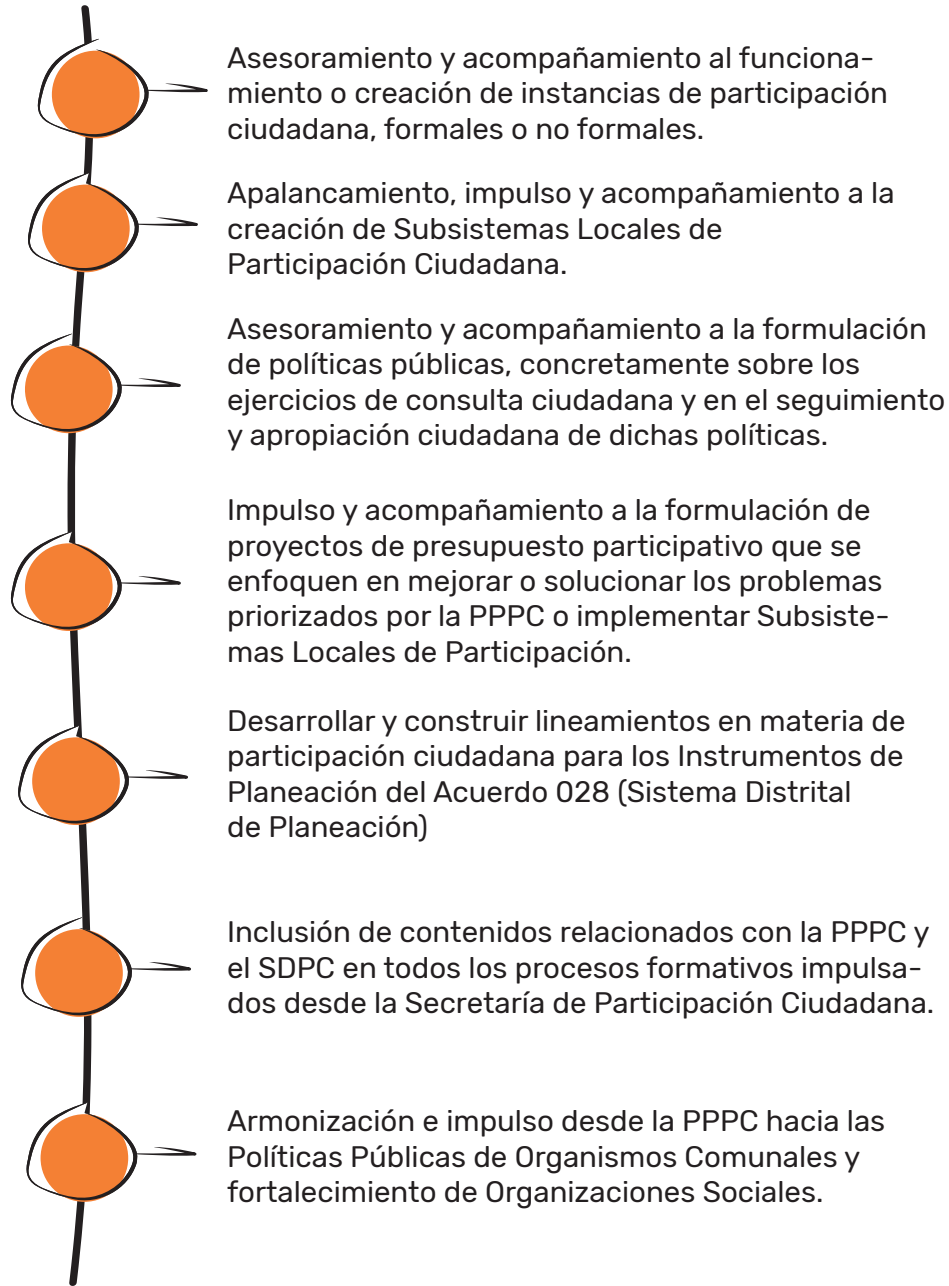 Asesoramiento y acompañamiento al funciona-
miento o creación de instancias de participación
ciudadana, formales o no formales.
Apalancamiento, impulso y acompañamiento a la
creación de Subsistemas Locales de
Participación Ciudadana.
Asesoramiento y acompañamiento a la formulación
de políticas públicas, concretamente sobre los
ejercicios de consulta ciudadana y en el seguimiento
y apropiación ciudadana de dichas políticas.
Impulso y acompañamiento a la formulación de
proyectos de presupuesto participativo que se
enfoquen en mejorar o solucionar los problemas
priorizados por la PPPC o implementar Subsiste-
mas Locales de Participación.
Desarrollar y construir lineamientos en materia de
participación ciudadana para los Instrumentos de
Planeación del Acuerdo 028 (Sistema Distrital
de Planeación)
Inclusión de contenidos relacionados con la PPPC y
el SDPC en todos los procesos formativos impulsa-
dos desde la Secretaría de Participación Ciudadana.
Armonización e impulso desde la PPPC hacia las
Políticas Públicas de Organismos Comunales y
fortalecimiento de Organizaciones Sociales.